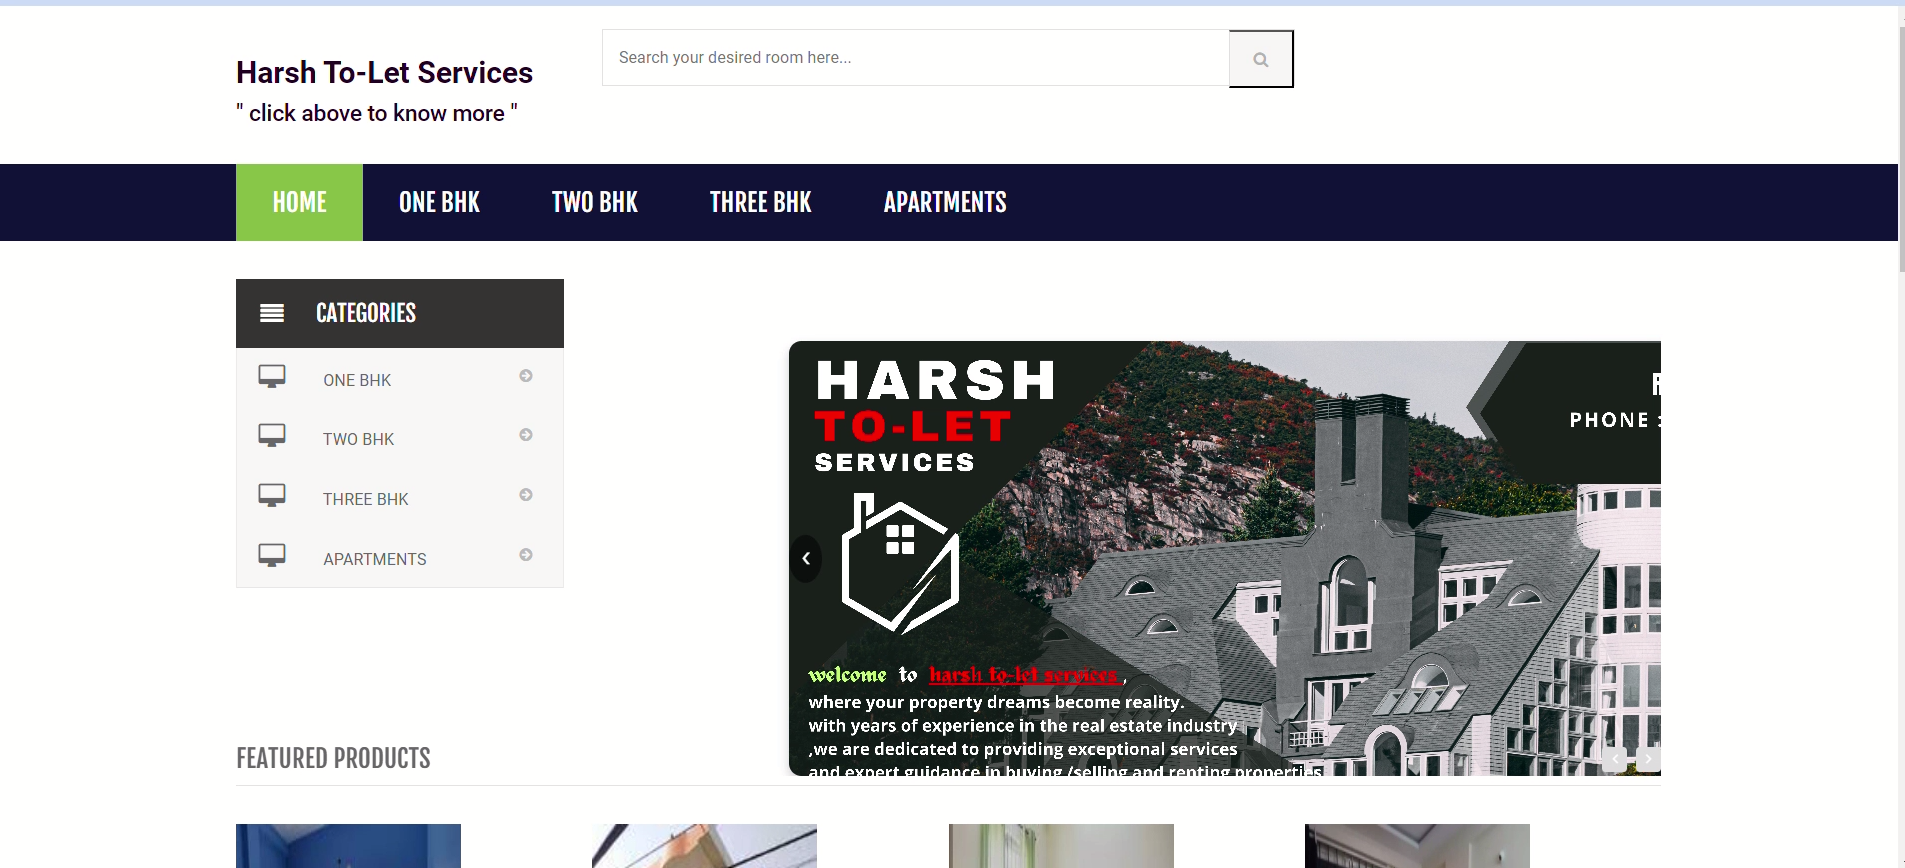 Harsh To-Let Services
" click above to know more "
Search your desired room here...
HOME
ONE BHK
TWO BHK
THREE BHK
APARTMENTS
CATEGORIES
ONE BHK
TWO BHK
THREE BHK
APARTMENTS
HARSH
TO-LET
SERVICES
PHONE :
welcome to harsh to-let services ,
where your property dreams become reality.
with years of experience in the real estate industry
,we are dedicated to providing exceptional services
and expert guidance in buying /selling and renting properties
FEATURED PRODUCTS